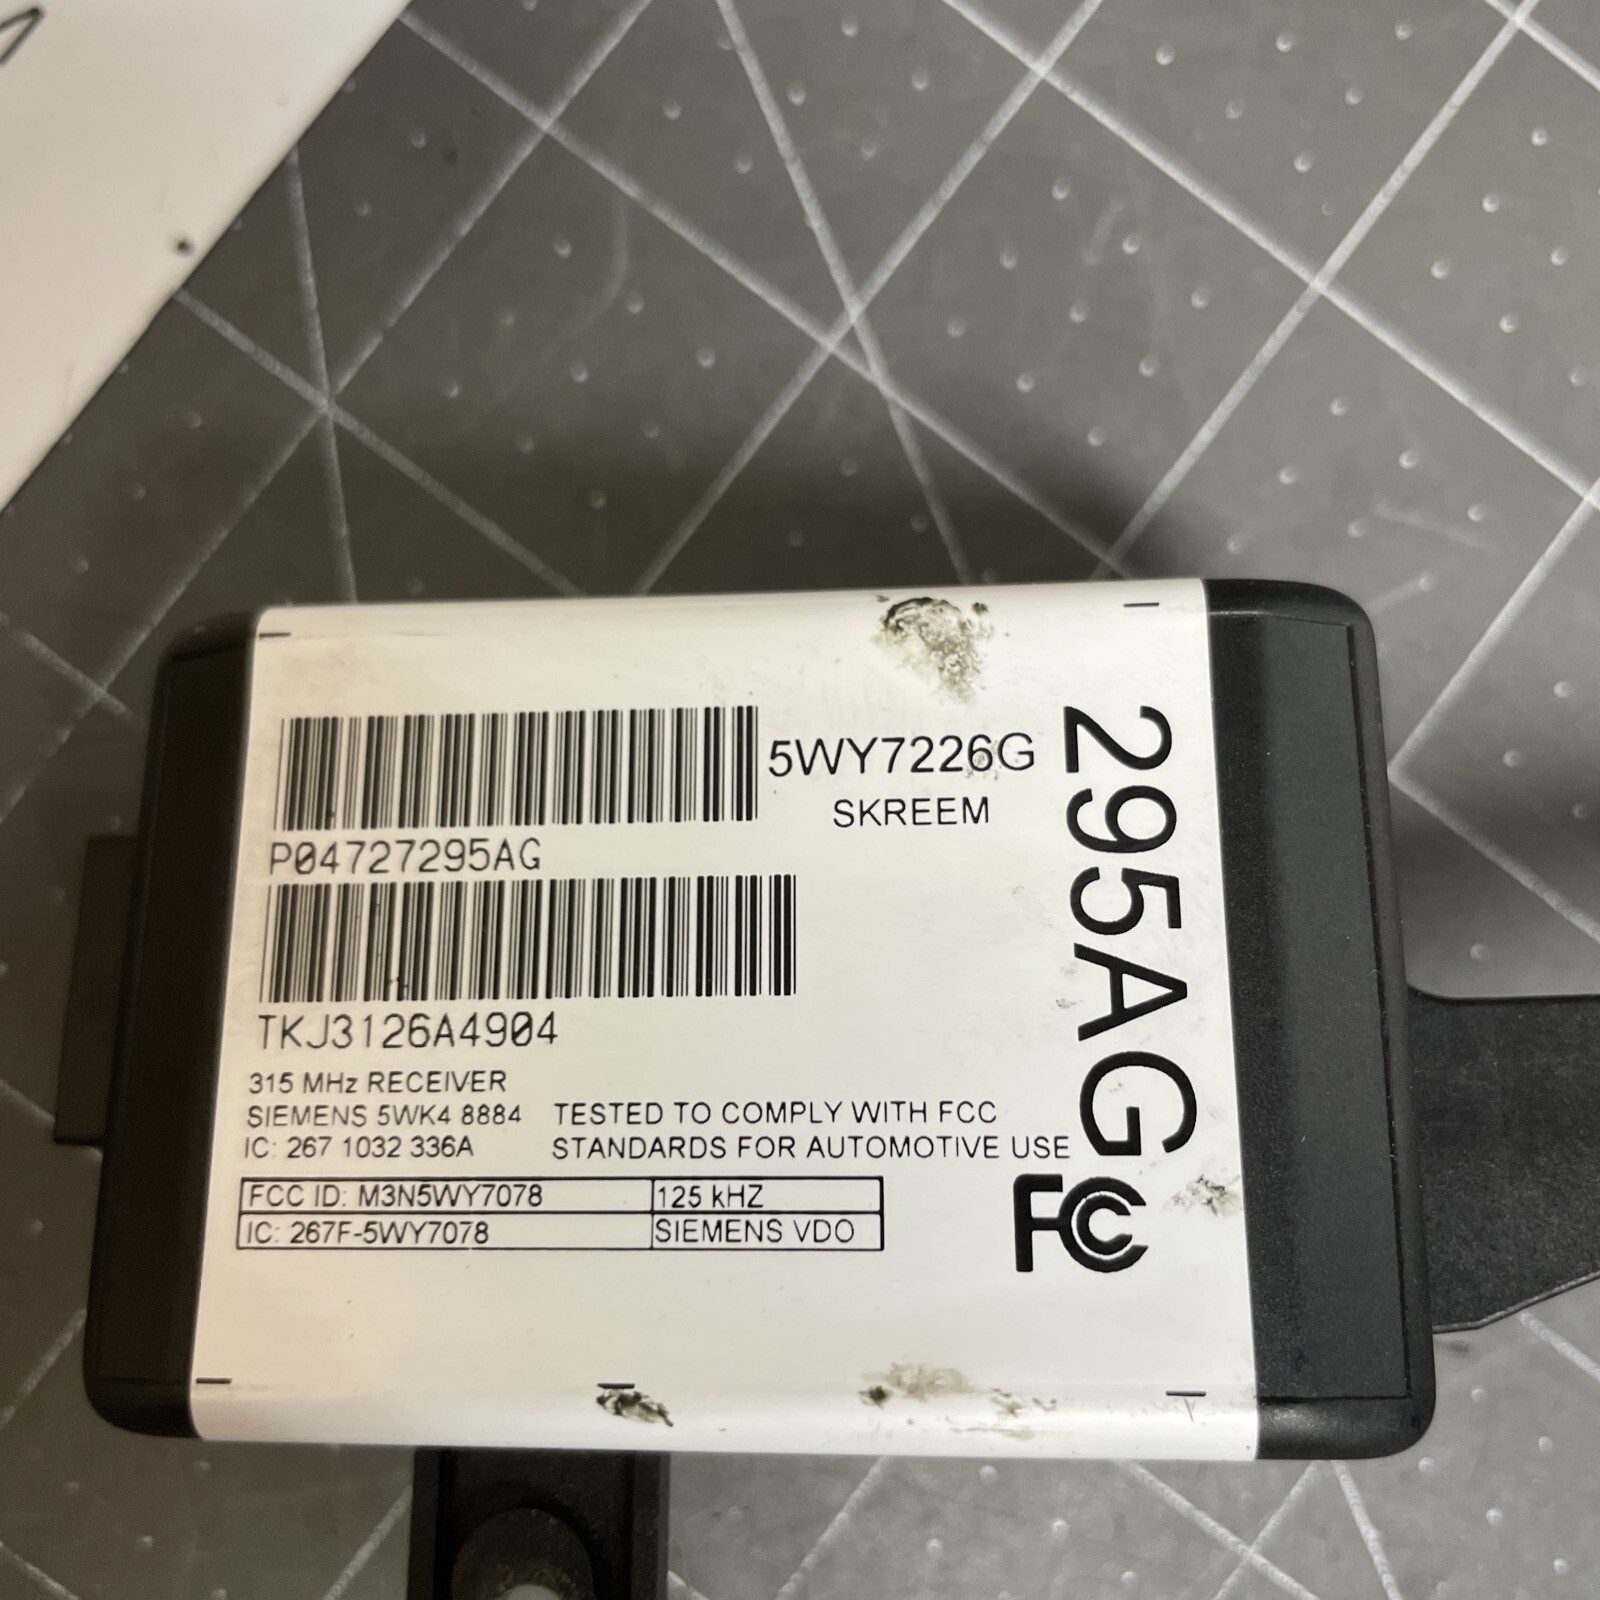 5WY7226G
SKREEM
P04727295AG
TKJ3126A4904
315 MHz RECEIVER
SIEMENS 5WK4 8884 TESTED TO COMPLY WITH FCC
IC: 267 1032 336A STANDARDS FOR AUTOMOTIVE USE
FCC ID: M3N5WY7078 125 kHZ
IC: 267F-5WY7078 SIEMENS VDO
295AG
FC